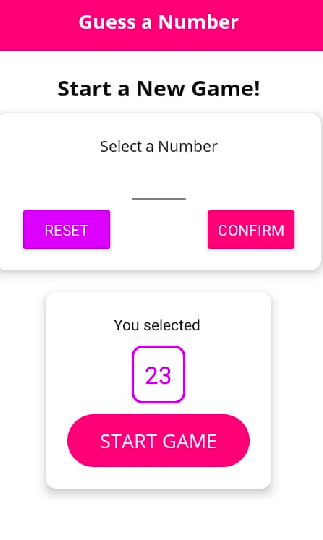 Guess a Number
Start a New Game!
Select a Number
RESET CONFIRM
You selected
23
START GAME